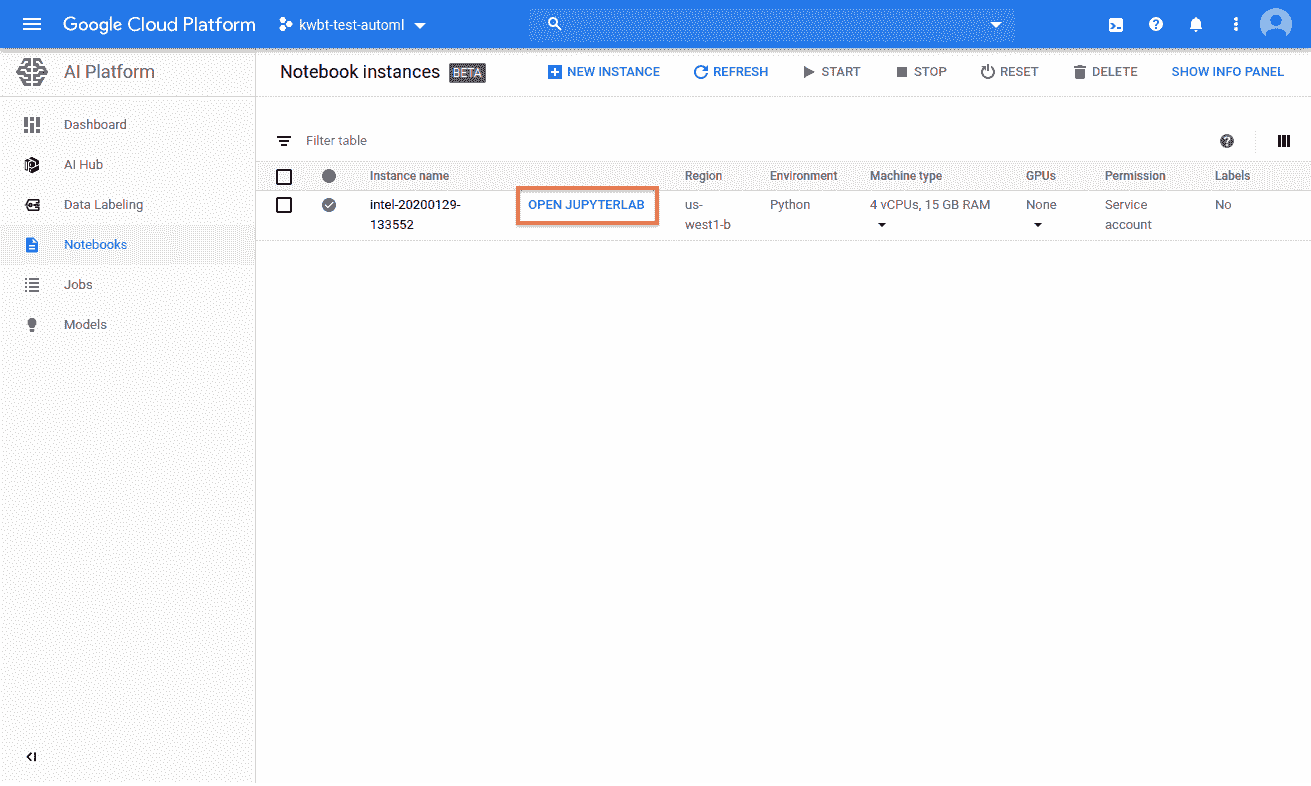 Google Cloud Platform kwbt-test-automl
AI Platform
Notebook instances BETA NEW INSTANCE REFRESH START STOP RESET DELETE SHOW INFO PANEL
Dashboard
AI Hub
Data Labeling
Notebooks
Jobs
Models
Filter table
Instance name Region Environment Machine type GPUs Permission Labels
intel-20200129- OPEN JUPYTERLAB us- Python 4 vCPUs, 15 GB RAM None Service No
133552 west1-b account